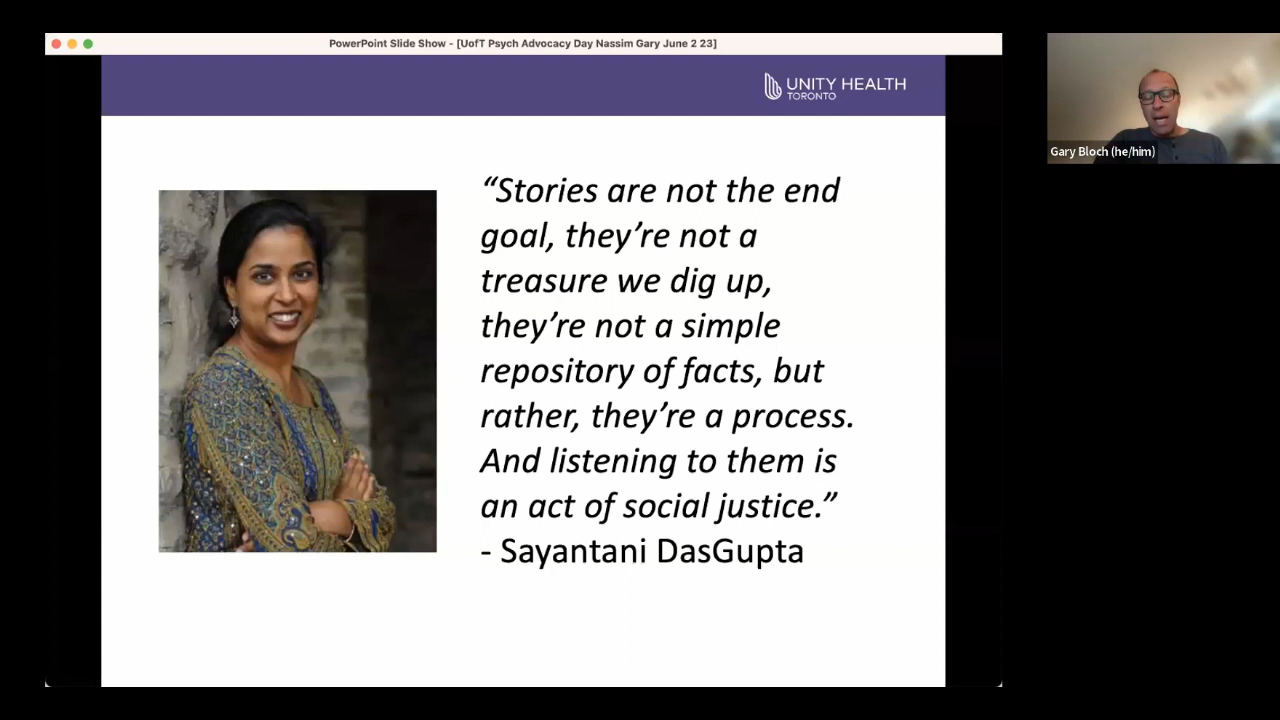 PowerPoint Slide Show - [UofT Psych Advocacy Day Nassim Gary June 2 23]
UNITY HEALTH
TORONTO
“Stories are not the end
goal, they’re not a
treasure we dig up,
they’re not a simple
repository of facts, but
rather, they’re a process.
And listening to them is
an act of social justice.”
- Sayantani DasGupta
Gary Bloch (he/him)